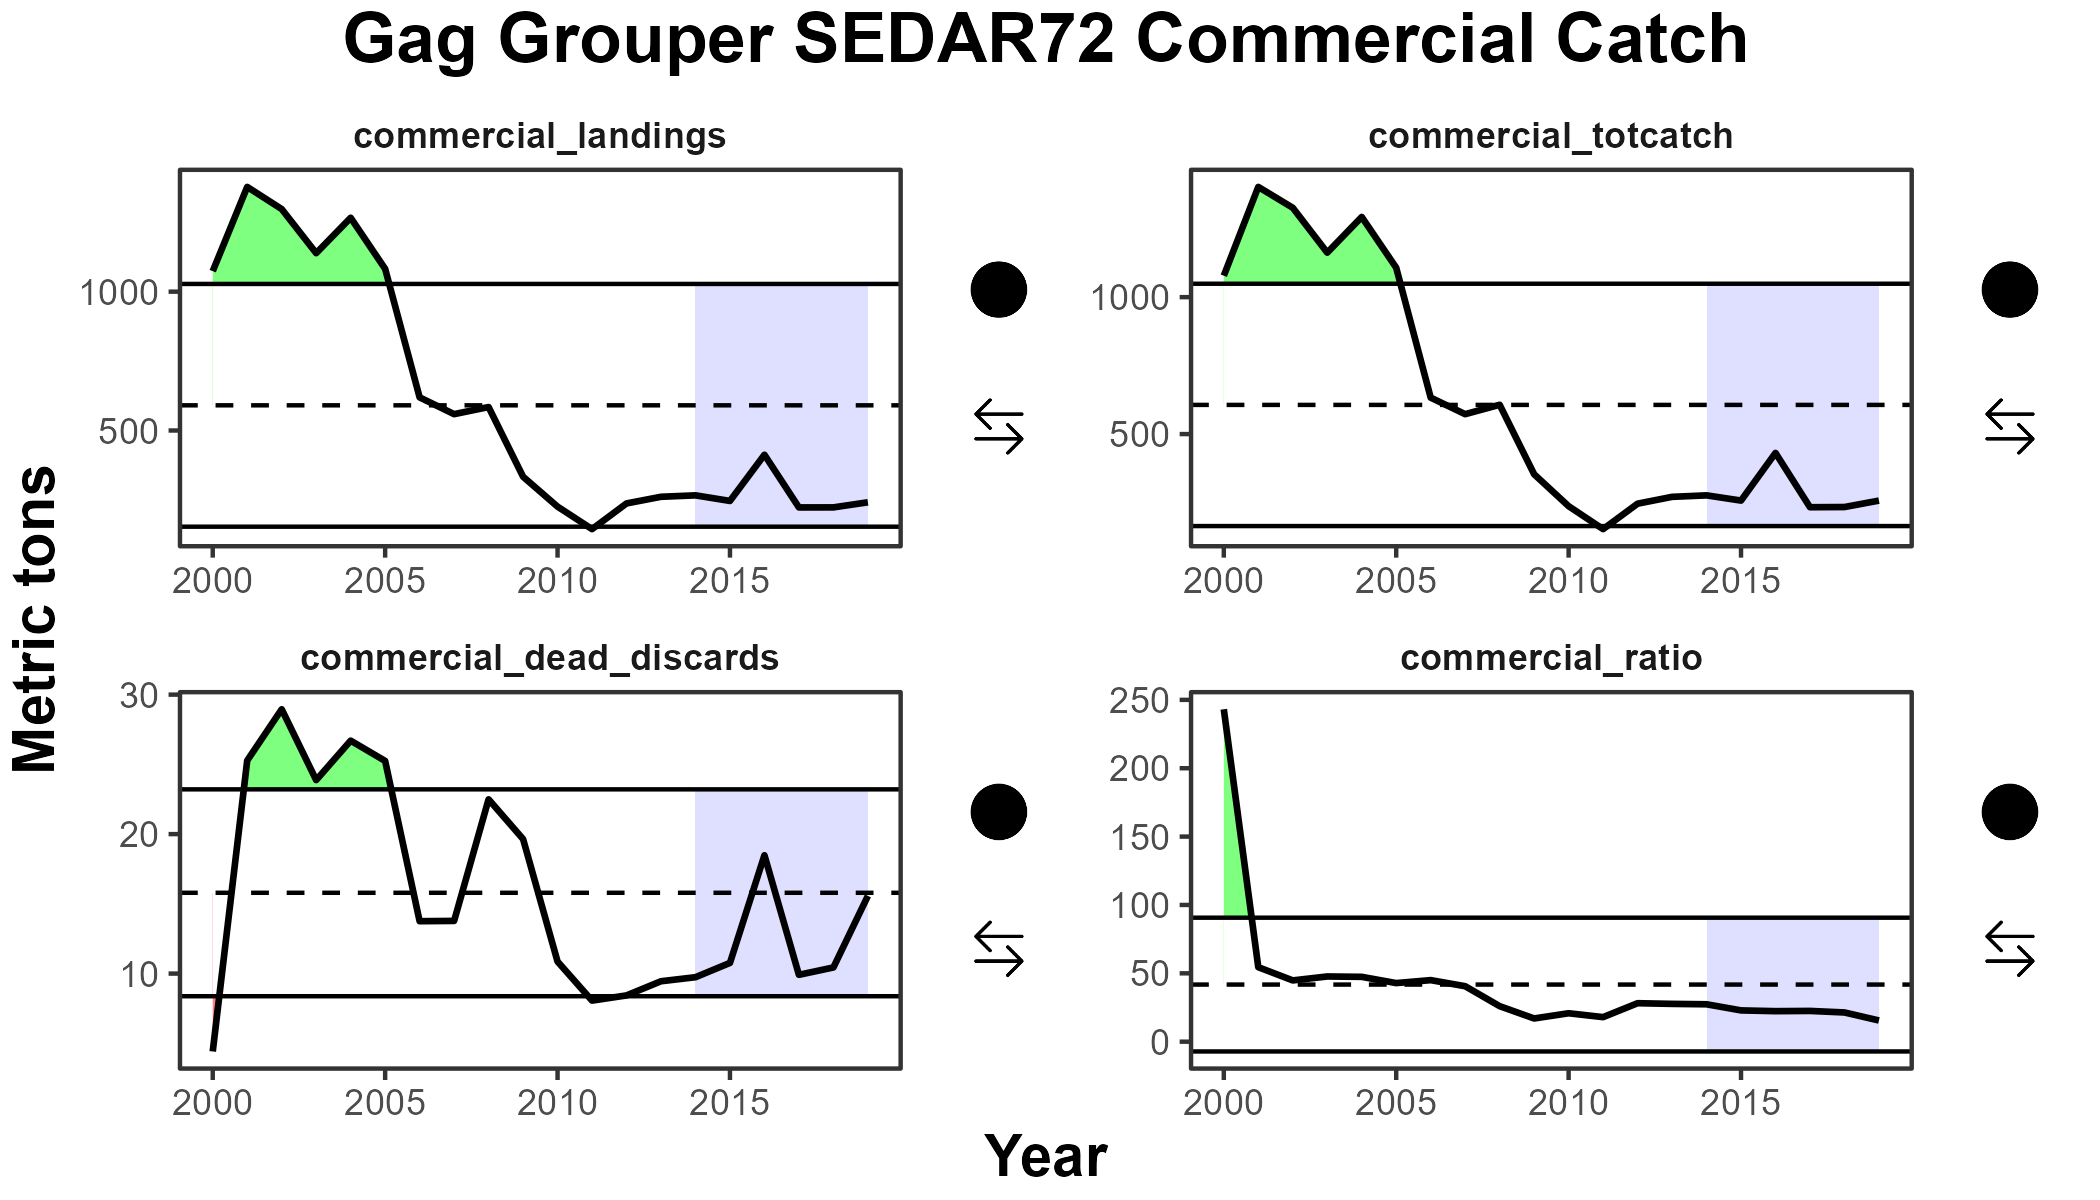 Gag Grouper SEDAR72 Commercial Catch
commercial_landings
1000
500
2000 2005 2010 2015
commercial_totcatch
1000
500
2000 2005 2010 2015
commercial_dead_discards
30
20
10
2000 2005 2010 2015
commercial_ratio
250
200
150
100
50
0
2000 2005 2010 2015
Metric tons
Year